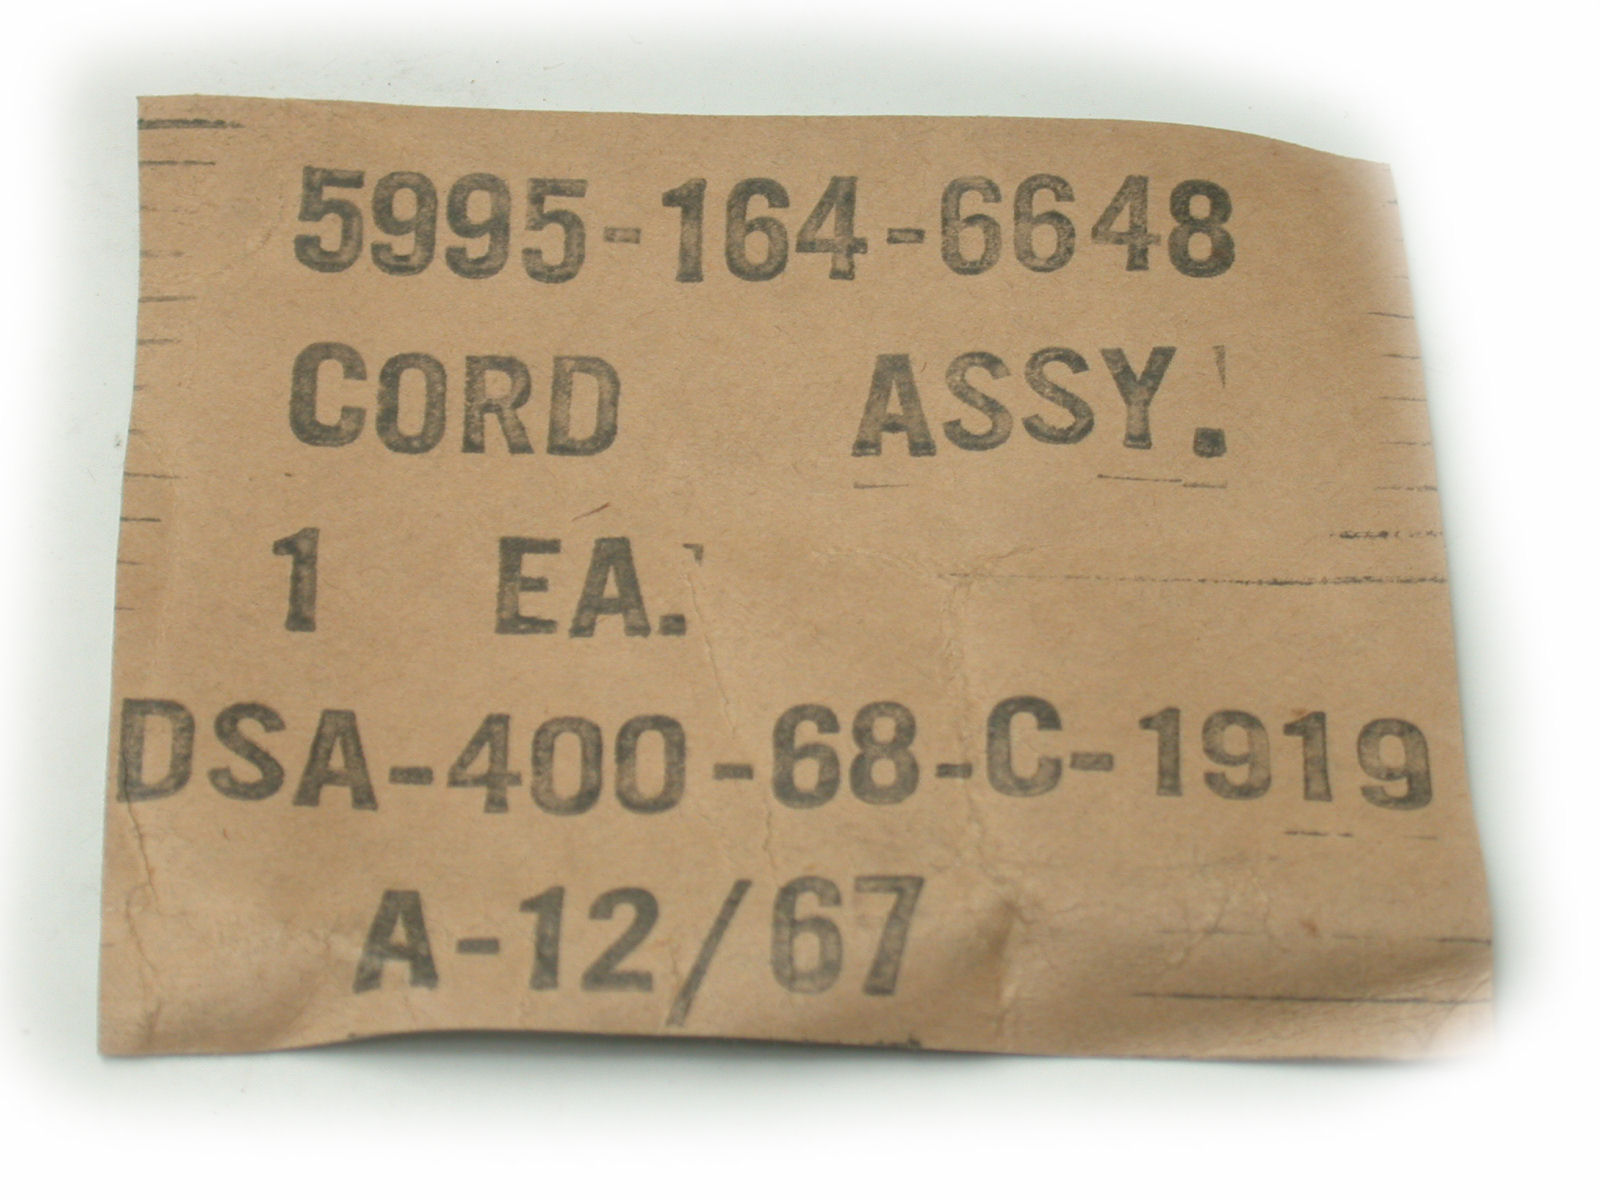 5995-164-6648
CORD ASSY.
1 EA.
DSA-400-68-C-1919
A-12/67